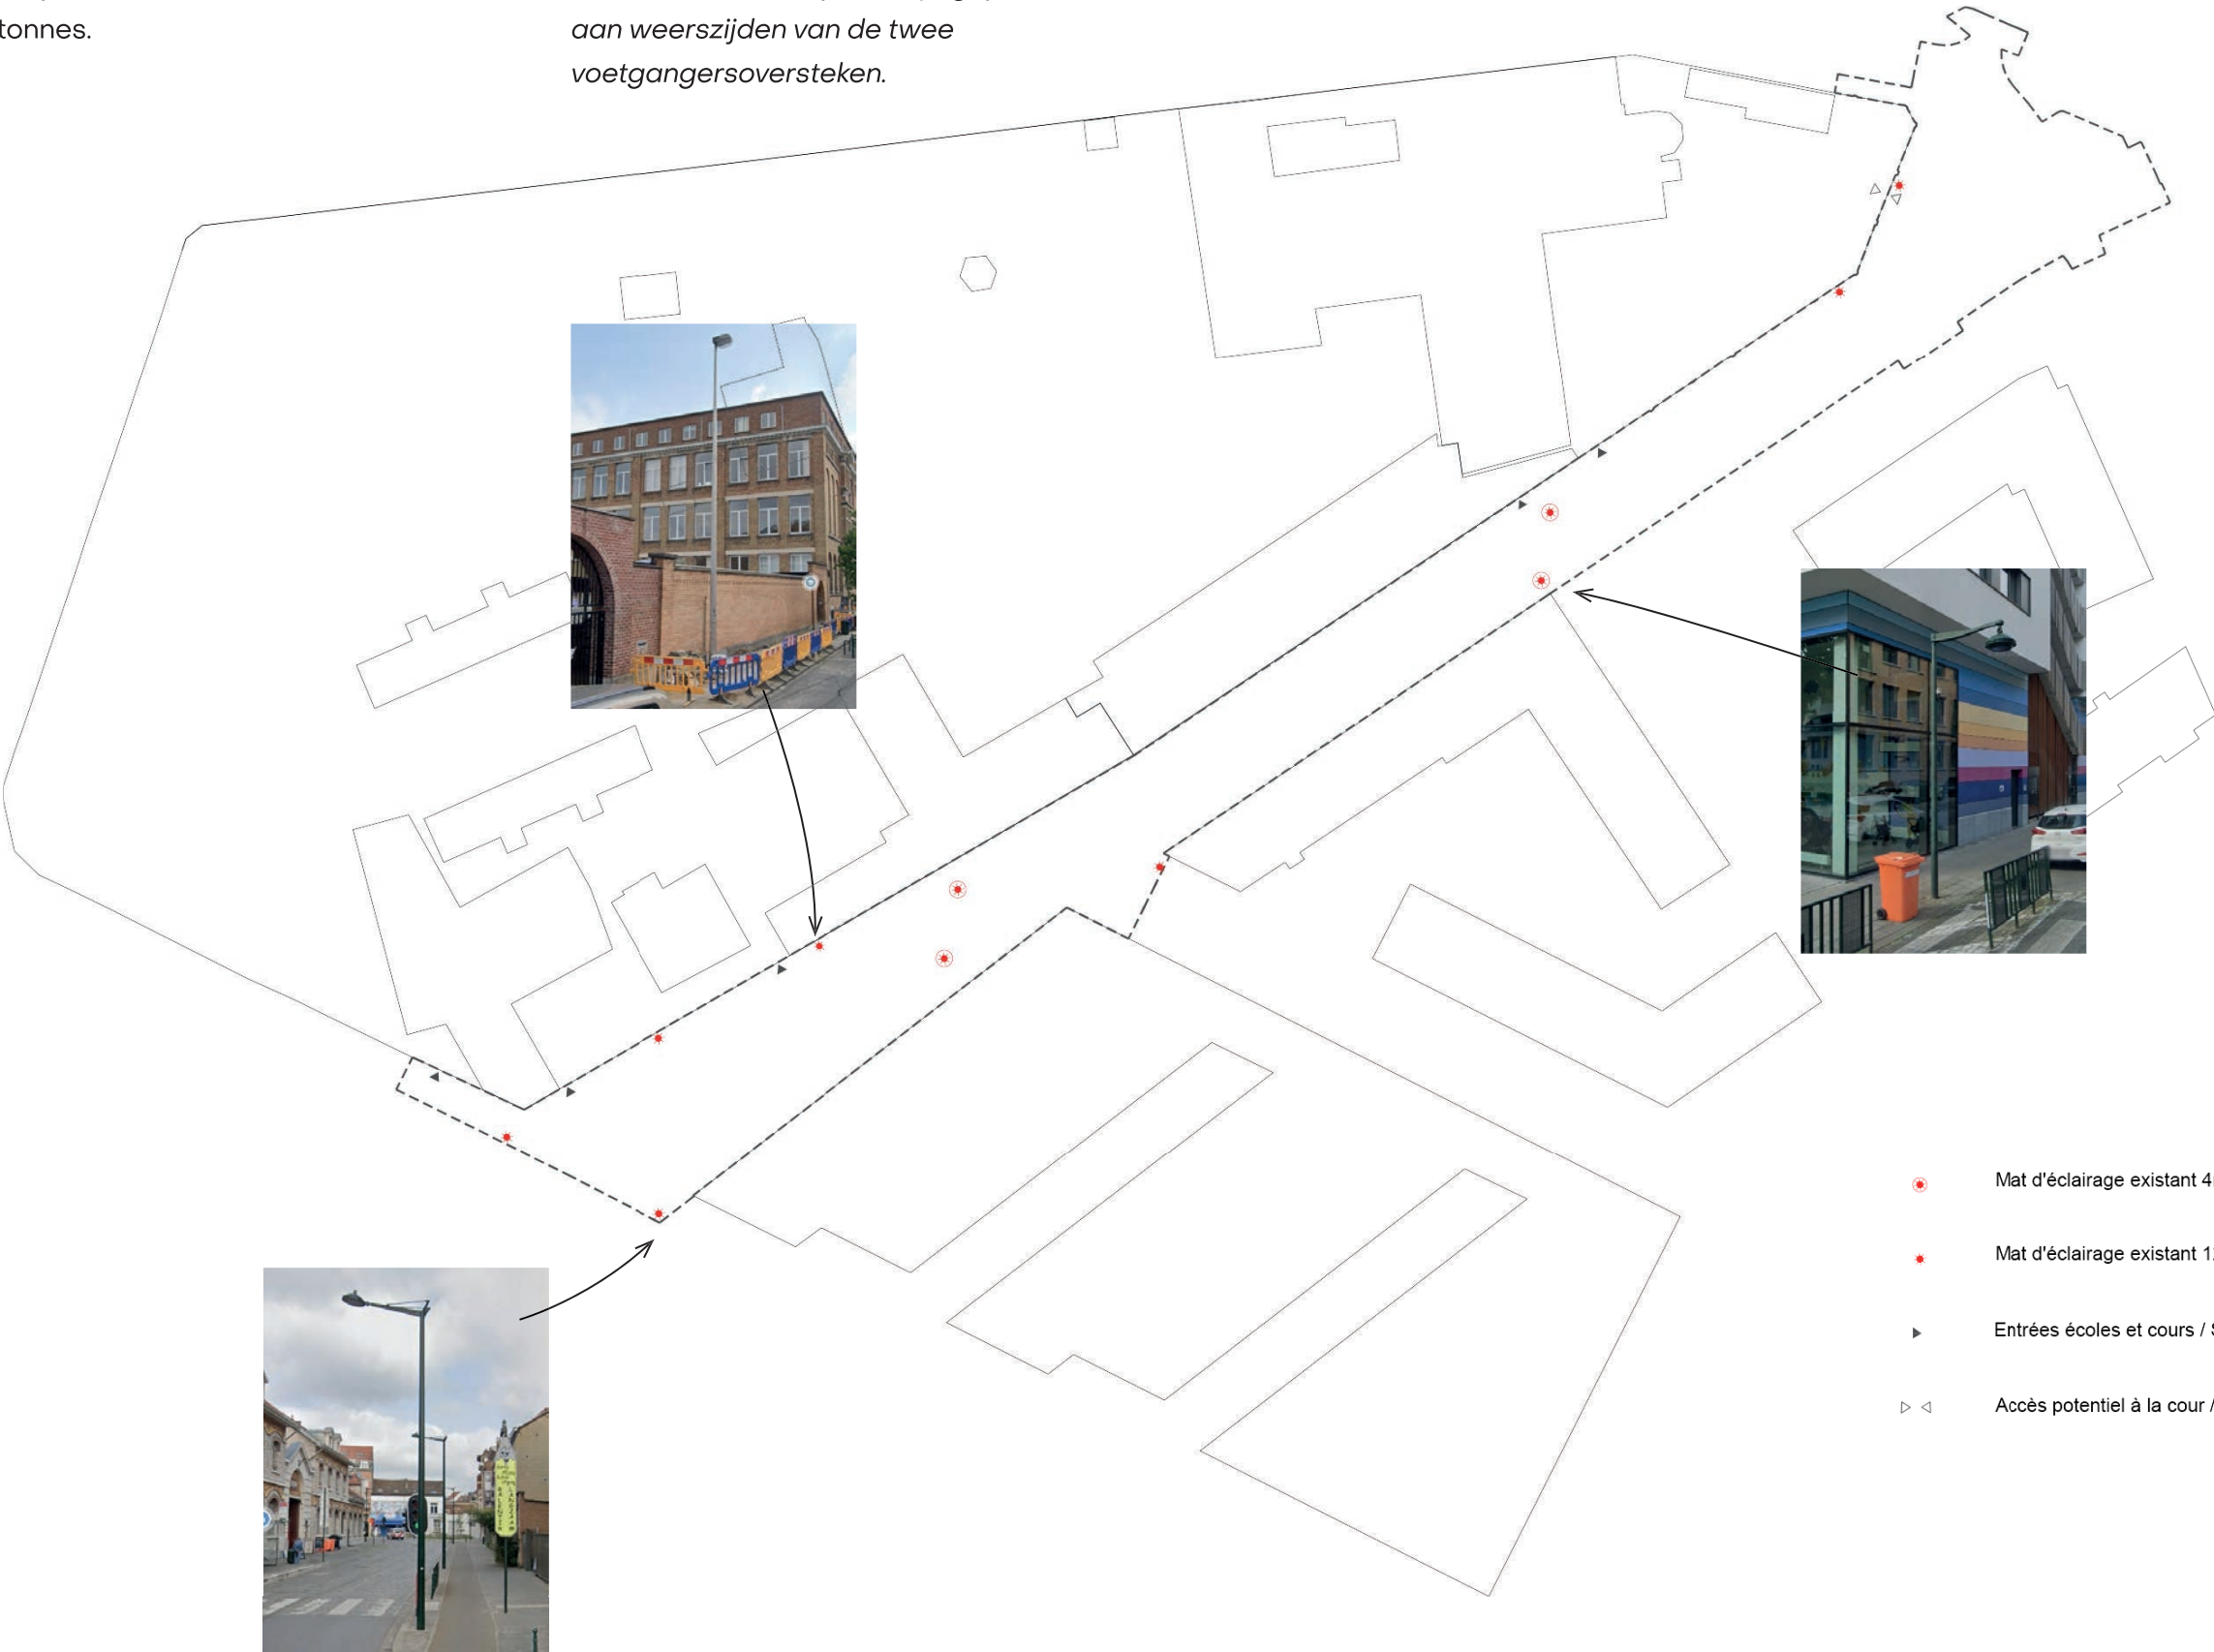 tonnes.
aan weerszijden van de twee
voetgangersoversteken.
Mat d'éclairage existant 4
Mat d'éclairage existant 1
Entrées écoles et cours /
Accès potentiel à la cour /